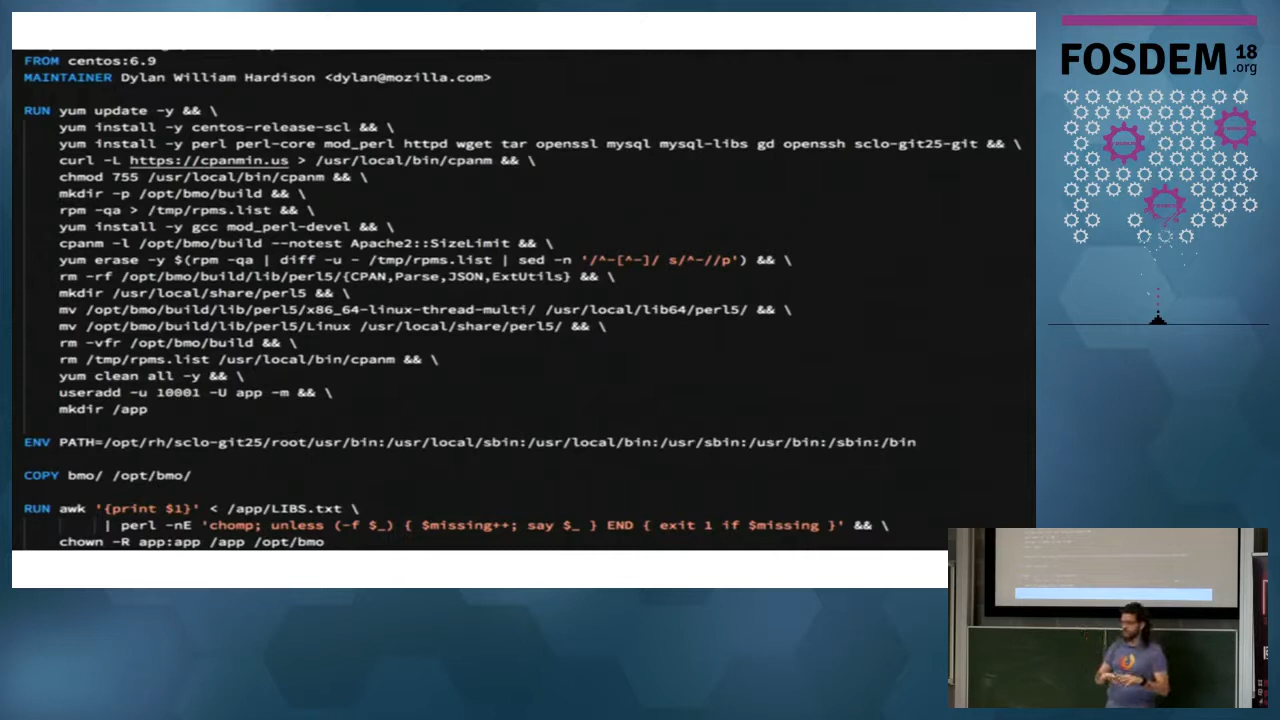 FROM centos:6.9
MAINTAINER Dylan William Hardison <dylan@mozilla.com>
RUN yum update -y && \
yum install -y centos-release-scl && \
yum install -y perl perl-core mod_perl httpd wget tar openssl mysql mysql-libs gd openssh sclo-git25-git && \
curl -L https://cpanmin.us > /usr/local/bin/cpanm && \
chmod 755 /usr/local/bin/cpanm && \
mkdir -p /opt/bmo/build && \
rpm -qa > /tmp/rpms.list && \
yum install -y gcc mod_perl-devel && \
cpanm -l /opt/bmo/build --notest Apache2::SizeLimit && \
yum erase -y $(rpm -qa | diff -u - /tmp/rpms.list | sed -n '/^-[^-]/ s/^-//p') && \
rm -rf /opt/bmo/build/lib/perl5/{CPAN,Parse,JSON,ExtUtils} && \
mkdir /usr/local/share/perl5 && \
mv /opt/bmo/build/lib/perl5/x86_64-linux-thread-multi/ /usr/local/lib64/perl5/ && \
mv /opt/bmo/build/lib/perl5/Linux /usr/local/share/perl5/ && \
rm -vfr /opt/bmo/build && \
rm /tmp/rpms.list /usr/local/bin/cpanm && \
yum clean all -y && \
useradd -u 10001 -U app -m && \
mkdir /app
ENV PATH=/opt/rh/sclo-git25/root/usr/bin:/usr/local/sbin:/usr/local/bin:/usr/sbin:/usr/bin:/sbin:/bin
COPY bmo/ /opt/bmo/
RUN awk '{print $1}' < /app/LIBS.txt \
| perl -nE 'chomp; unless (-f $_) { $missing++; say $_ } END { exit 1 if $missing }' && \
chown -R app:app /app /opt/bmo
FOSDEM 18
.org